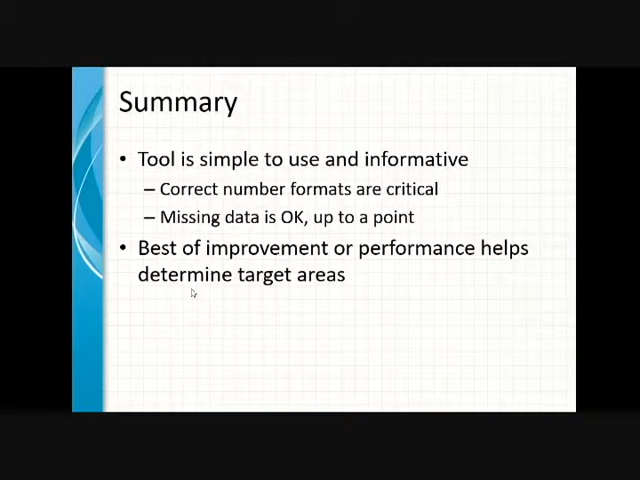 Summary
• Tool is simple to use and informative
– Correct number formats are critical
– Missing data is OK, up to a point
• Best of improvement or performance helps
determine target areas